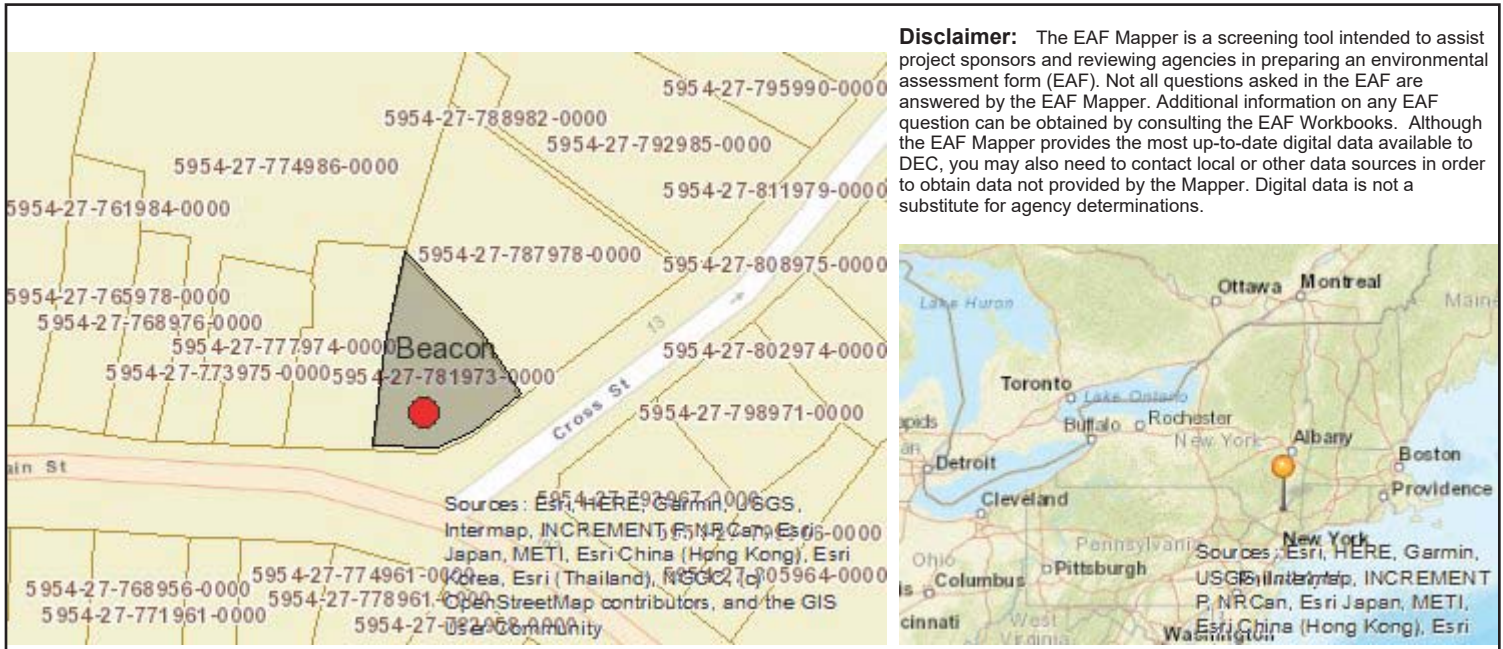 Disclaimer: The EAF Mapper is a screening tool intended to assist
project sponsors and reviewing agencies in preparing an environmental
assessment form (EAF). Not all questions asked in the EAF are
answered by the EAF Mapper. Additional information on any EAF
question can be obtained by consulting the EAF Workbooks. Although
the EAF Mapper provides the most up-to-date digital data available to
DEC, you may also need to contact local or other data sources in order
to obtain data not provided by the Mapper. Digital data is not a
substitute for agency determinations.
5954-27-795990-0000
5954-27-788982-0000
5954-27-792985-0000
5954-27-774986-0000
5954-27-811979-0000
5954-27-761984-0000
5954-27-787978-0000
5954-27-808975-0000
5954-27-765978-0000
5954-27-768976-0000
13
5954-27-777974-0000
Beacon
5954-27-802974-0000
5954-27-773975-0000
5954-27-781973-0000
Cross St
5954-27-798971-0000
ain St
Sources: Esri, HERE, Garmin, USGS,
Intermap, INCREMENT P, NRCan, Esri
Japan, METI, Esri China (Hong Kong), Esri
Korea, Esri (Thailand), NGCC, (c)
OpenStreetMap contributors, and the GIS
User Community
5954-27-774961-0000
5954-27-805964-0000
5954-27-768956-0000
5954-27-778961-
5954-27-771961-0000
Ottawa
Montreal
Lake Huron
Maine
Toronto
Lake Ontario
apids
Buffalo
Rochester
New York
Albany
an
Detroit
Boston
Providence
Cleveland
New York
Pennsylvania
Ohio
Pittsburgh
is
Columbus
cinnati
West
Virginia
Washington
Sources: Esri, HERE, Garmin,
USGS, Intermap, INCREMENT
P, NRCan, Esri Japan, METI,
Esri China (Hong Kong), Esri